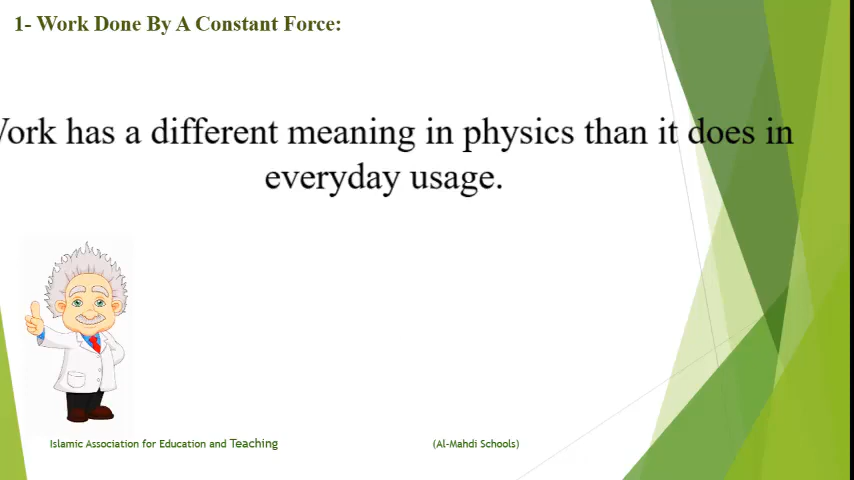 1- Work Done By A Constant Force:
Work has a different meaning in physics than it does in
everyday usage.
Islamic Association for Education and Teaching (Al-Mahdi Schools)